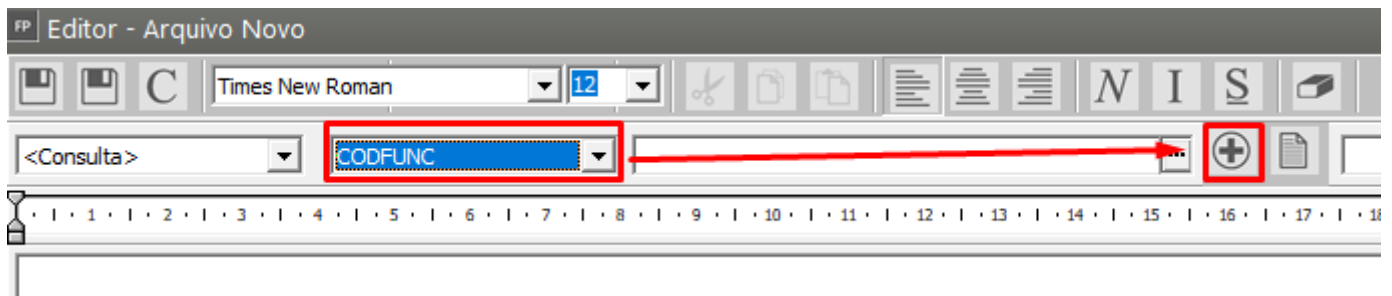 FP Editor - Arquivo Novo
C Times New Roman 12 N I S
<Consulta> CODFUNC ...
1 2 3 4 5 6 7 8 9 10 11 12 13 14 15 16 17 18